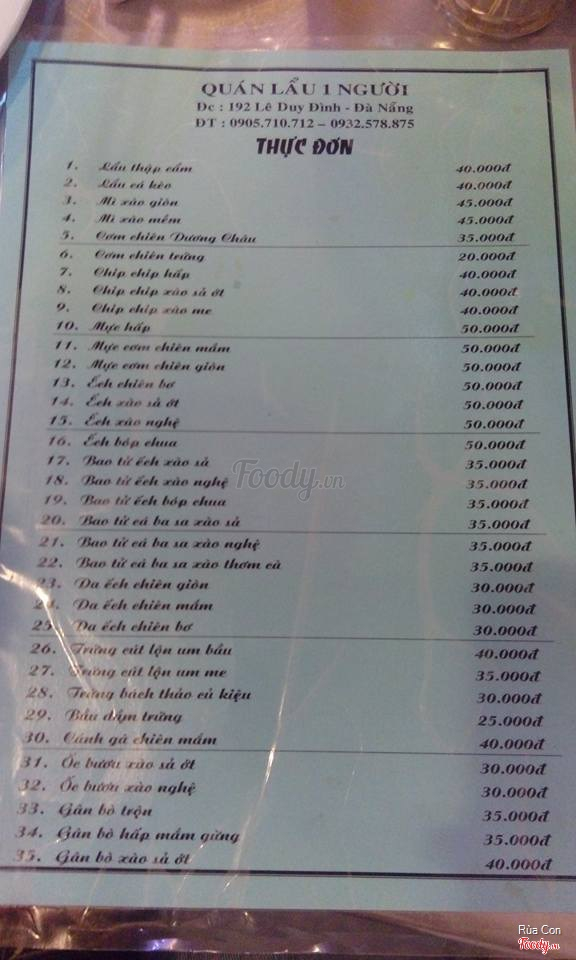 QUÁN LẨU 1 NGƯỜI
Đc : 192 Lê Duy Đình - Đà Nẵng
ĐT : 0905.710.712 – 0932.578.875
THỰC ĐƠN
1. Lẩu thập cẩm 40.000đ
2. Lẩu cá kèo 40.000đ
3. Mì xào giòn 45.000đ
4. Mì xào mềm 45.000đ
5. Cơm chiên Dương Châu 35.000đ
6. Cơm chiên trứng 20.000đ
7. Chip chip hấp 40.000đ
8. Chip chip xào sả ớt 40.000đ
9. Chip chip xào me 40.000đ
10. Mực hấp 50.000đ
11. Mực cơm chiên mắm 50.000đ
12. Mực cơm chiên giòn 50.000đ
13. Ếch chiên bơ 50.000đ
14. Ếch xào sả ớt 50.000đ
15. Ếch xào nghệ 50.000đ
16. Ếch bóp chua 50.000đ
17. Bao tử ếch xào sả 35.000đ
18. Bao tử ếch xào nghệ 35.000đ
19. Bao tử ếch bóp chua 35.000đ
20. Bao tử cá ba sa xào sả 35.000đ
21. Bao tử cá ba sa xào nghệ 35.000đ
22. Bao tử cá ba sa xào thơm cà 35.000đ
23. Da ếch chiên giòn 30.000đ
24. Da ếch chiên mắm 30.000đ
25. Da ếch chiên bơ 30.000đ
26. Trứng cút lộn um bầu 40.000đ
27. Trứng cút lộn um me 35.000đ
28. Trứng bách thảo củ kiệu 30.000đ
29. Bầu dậm trứng 25.000đ
30. Cánh gà chiên mắm 40.000đ
31. Ốc bươu xào sả ớt 30.000đ
32. Ốc bươu xào nghệ 30.000đ
33. Gân bò trộn 35.000đ
34. Gân bò hấp mắm gừng 35.000đ
35. Gân bò xào sả ớt 40.000đ
Foody.vn
Rùa Con
Foody.vn